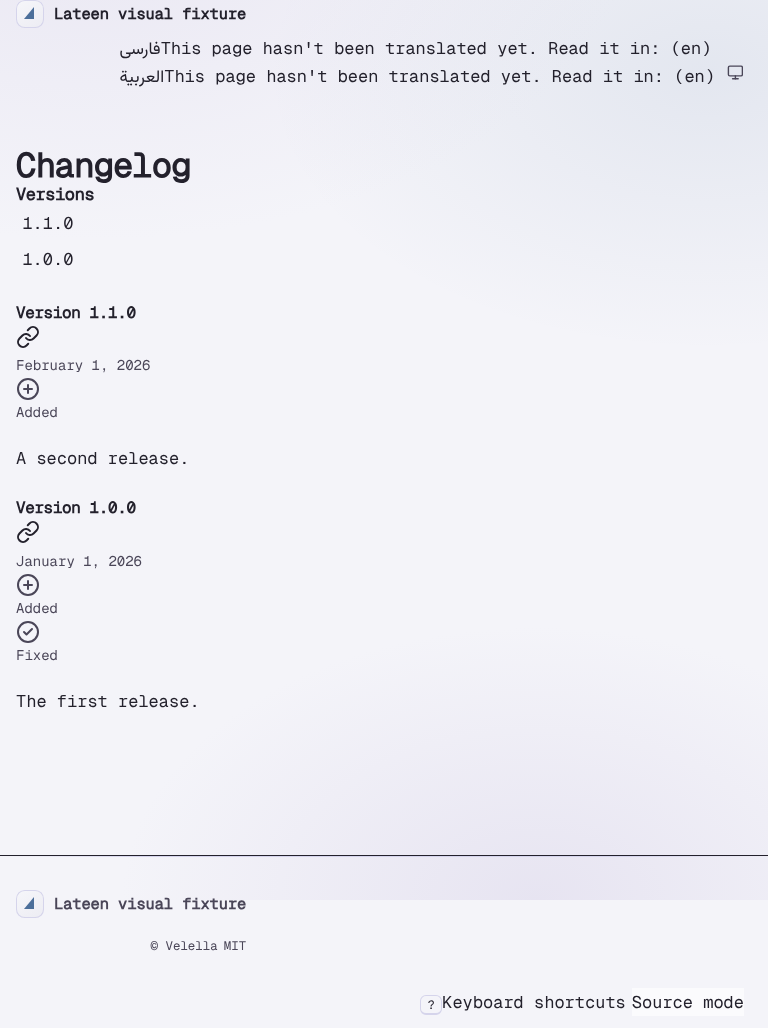 Lateen visual fixture
فارسیThis page hasn't been translated yet. Read it in: (en)
العربيةThis page hasn't been translated yet. Read it in: (en)
Changelog
Versions
1.1.0
1.0.0
Version 1.1.0
February 1, 2026
Added
A second release.
Version 1.0.0
January 1, 2026
Added
Fixed
The first release.
Lateen visual fixture
© Velella MIT
? Keyboard shortcuts Source mode